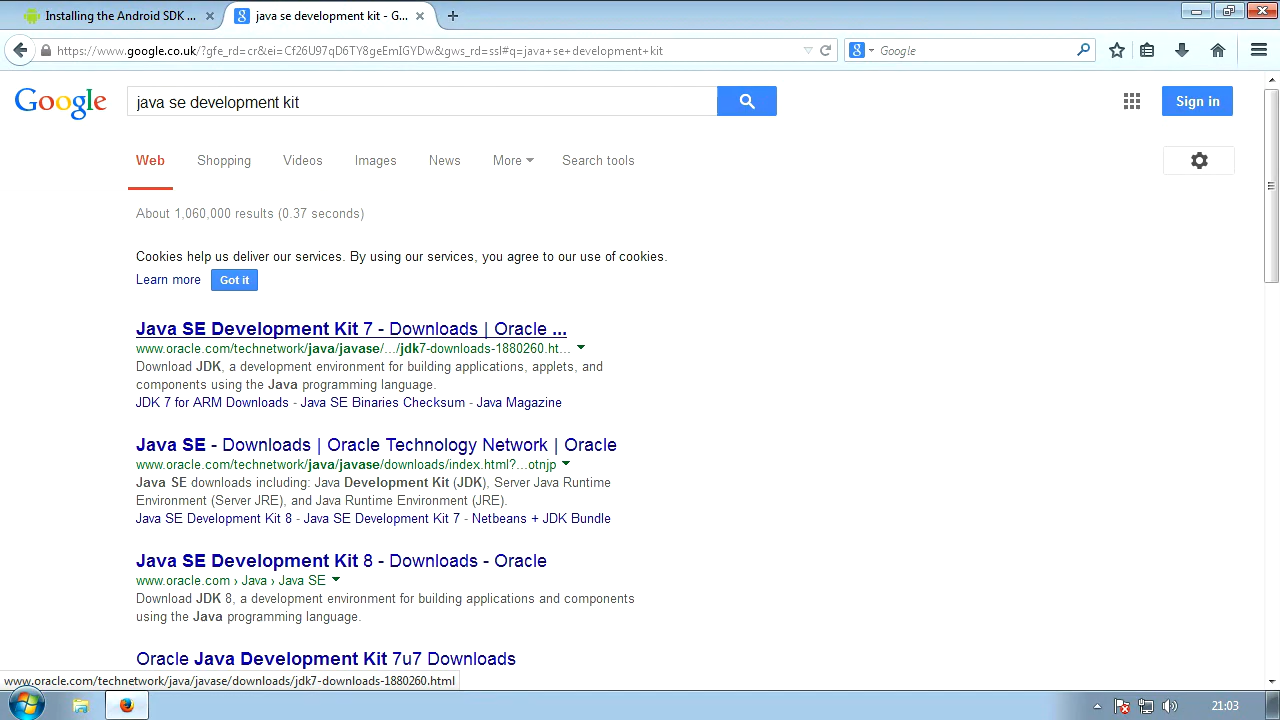 Installing the Android SDK ...
java se development kit - G...
https://www.google.co.uk/?gfe_rd=cr&ei=Cf26U97qD6TY8geEmIGYDw&gws_rd=ssl#q=java+se+development+kit
Google
Google
java se development kit
Sign in
Web Shopping Videos Images News More Search tools
About 1,060,000 results (0.37 seconds)
Cookies help us deliver our services. By using our services, you agree to our use of cookies.
Learn more Got it
Java SE Development Kit 7 - Downloads | Oracle ...
www.oracle.com/technetwork/java/javase/.../jdk7-downloads-1880260.ht...
Download JDK, a development environment for building applications, applets, and
components using the Java programming language.
JDK 7 for ARM Downloads - Java SE Binaries Checksum - Java Magazine
Java SE - Downloads | Oracle Technology Network | Oracle
www.oracle.com/technetwork/java/javase/downloads/index.html?...otnjp
Java SE downloads including: Java Development Kit (JDK), Server Java Runtime
Environment (Server JRE), and Java Runtime Environment (JRE).
Java SE Development Kit 8 - Java SE Development Kit 7 - Netbeans + JDK Bundle
Java SE Development Kit 8 - Downloads - Oracle
www.oracle.com › Java › Java SE
Download JDK 8, a development environment for building applications and components
using the Java programming language.
Oracle Java Development Kit 7u7 Downloads
www.oracle.com/technetwork/java/javase/downloads/jdk7-downloads-1880260.html
21:03